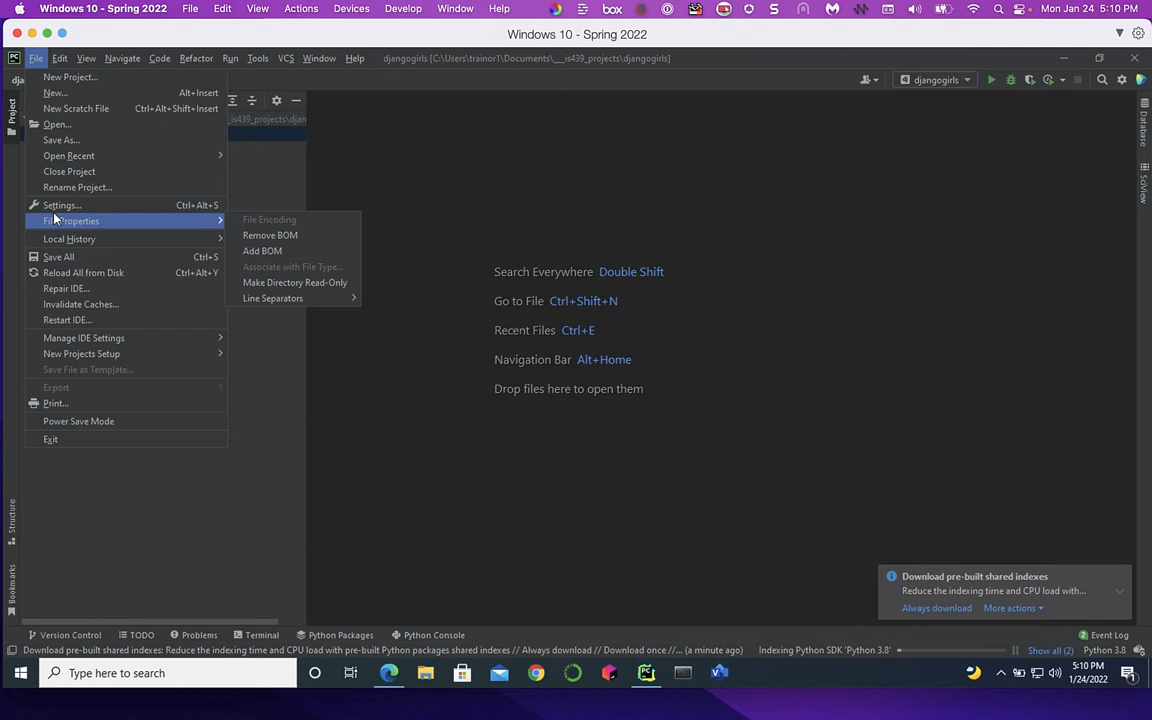 Windows 10 - Spring 2022 File Edit View Actions Devices Develop Window Help box Mon Jan 24 5:10 PM
Windows 10 - Spring 2022
PC File Edit View Navigate Code Refactor Run Tools VCS Window Help djangogirls [C:\Users\trainor1\Documents\__is439_projects\djangogirls]
djangogirls
New Project...
New... Alt+Insert
New Scratch File Ctrl+Alt+Shift+Insert
_is439_projects\djan
Open...
Save As...
Open Recent
Close Project
Rename Project...
Settings... Ctrl+Alt+S
File Properties
Local History
Save All Ctrl+S
Reload All from Disk Ctrl+Alt+Y
Repair IDE...
Invalidate Caches...
Restart IDE...
Manage IDE Settings
New Projects Setup
Save File as Template...
Export
Print...
Power Save Mode
Exit
File Encoding
Remove BOM
Add BOM
Associate with File Type...
Make Directory Read-Only
Line Separators
Project
Structure
Bookmarks
Database
SciView
Search Everywhere Double Shift
Go to File Ctrl+Shift+N
Recent Files Ctrl+E
Navigation Bar Alt+Home
Drop files here to open them
Download pre-built shared indexes
Reduce the indexing time and CPU load with...
Always download More actions
Version Control TODO Problems Terminal Python Packages Python Console 2 Event Log
Download pre-built shared indexes: Reduce the indexing time and CPU load with pre-built Python packages shared indexes // Always download // Download once // ... (a minute ago) Indexing Python SDK 'Python 3.8' Show all (2) Python 3.8
Type here to search
5:10 PM
1/24/2022
1